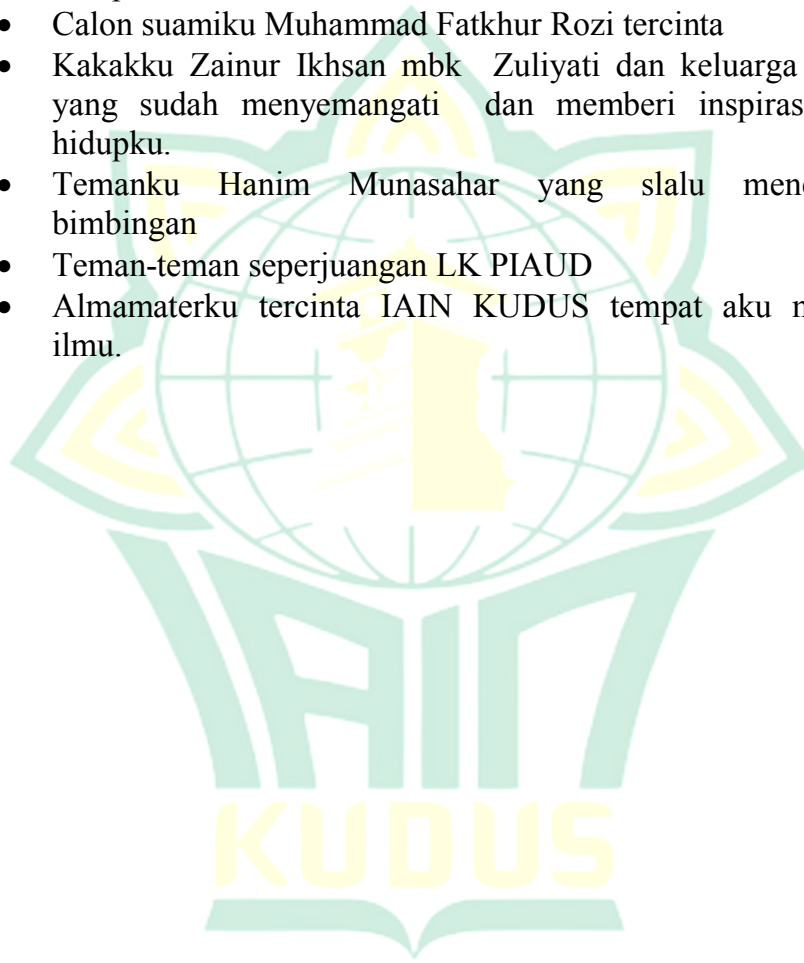 • Calon suamiku Muhammad Fatkhur Rozi tercinta
• Kakakku Zainur Ikhsan mbk Zuliyati dan keluarga
yang sudah menyemangati dan memberi
hidupku.
• Temanku Hanim Munasahar yang slalu
bimbingan
• Teman-teman seperjuangan LK PIAUD
• Almamaterku tercinta IAIN KUDUS tempat aku
ilmu.
IAIN
KUDUS